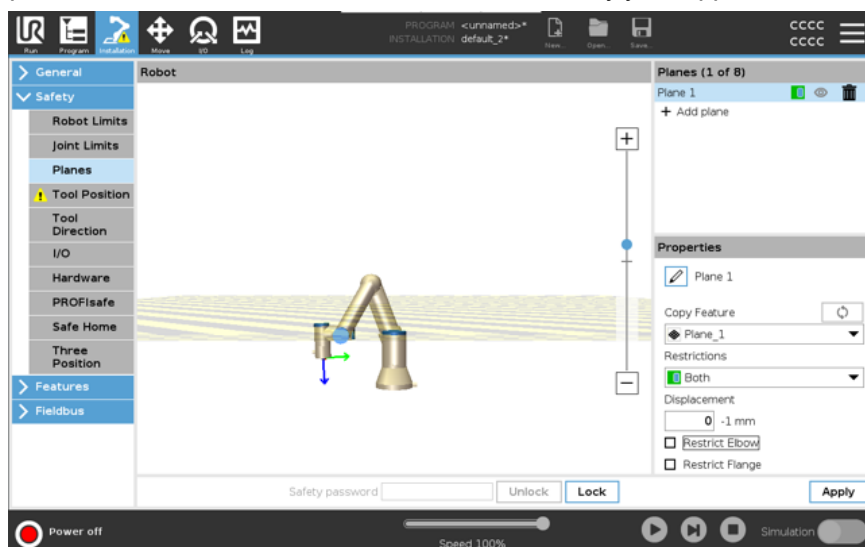 PROGRAM <unnamed>*
INSTALLATION default_2*
UR
Run
Program
Installation
Move
I/O
Log
New...
Open...
Save...
CCCC
CCCC
General
Safety
Robot Limits
Joint Limits
Planes
Tool Position
Tool
Direction
I/O
Hardware
PROFIsafe
Safe Home
Three
Position
Features
Fieldbus
Robot
Planes (1 of 8)
Plane 1
+ Add plane
Properties
Plane 1
Copy Feature
Plane_1
Restrictions
Both
Displacement
0 -1 mm
Restrict Elbow
Restrict Flange
Safety password
Unlock
Lock
Apply
Power off
Speed 100%
Simulation